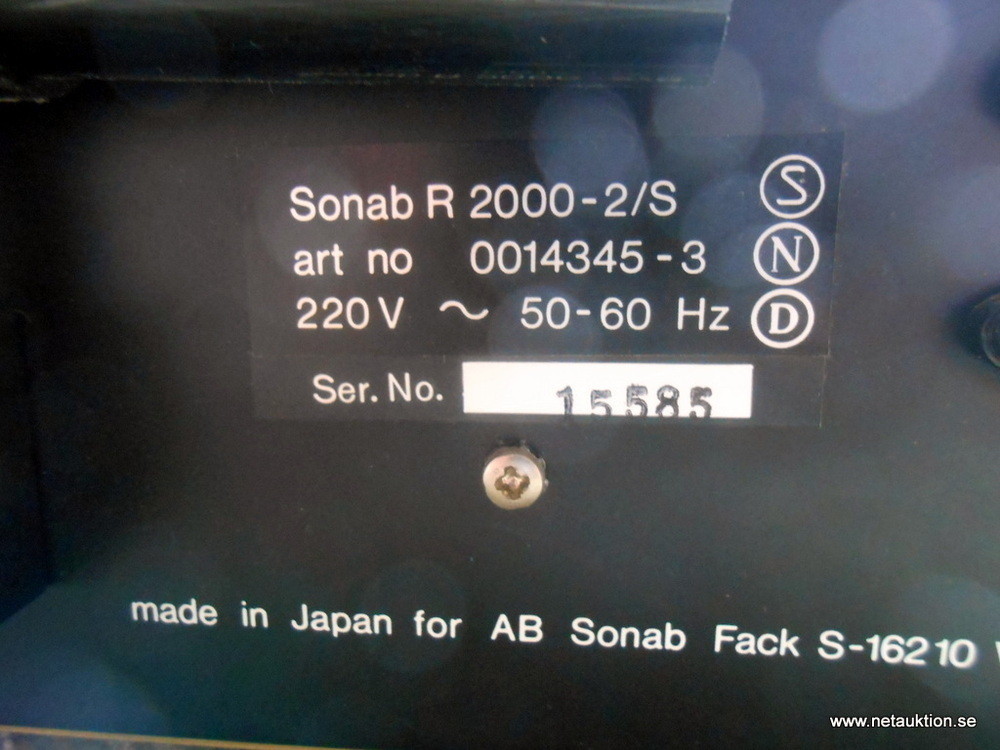 Sonab R 2000-2/S S
art no 0014345-3 N
220V ~ 50-60 Hz D
Ser. No. 15585
made in Japan for AB Sonab Fack S-16210
www.netauktion.se